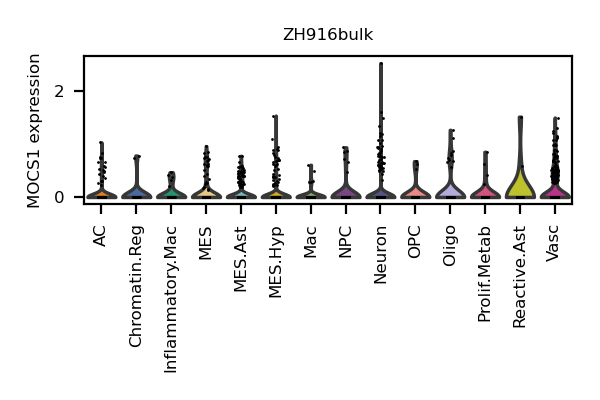 ZH916bulk
MOCS1 expression
2
0
AC
Chromatin.Reg
Inflammatory.Mac
MES
MES.Ast
MES.Hyp
Mac
NPC
Neuron
OPC
Oligo
Prolif.Metab
Reactive.Ast
Vasc